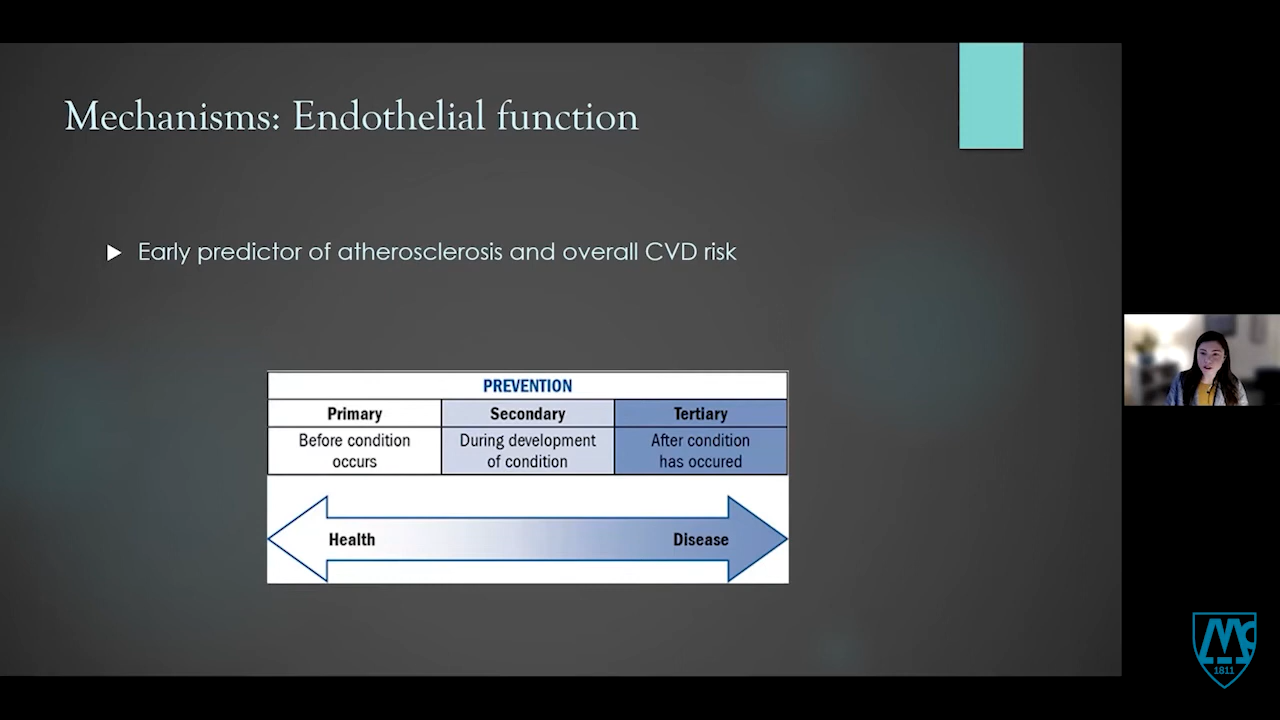 Mechanisms: Endothelial function
Early predictor of atherosclerosis and overall CVD risk
PREVENTION
Primary
Secondary
Tertiary
Before condition
occurs
During development
of condition
After condition
has occured
Health
Disease
1811